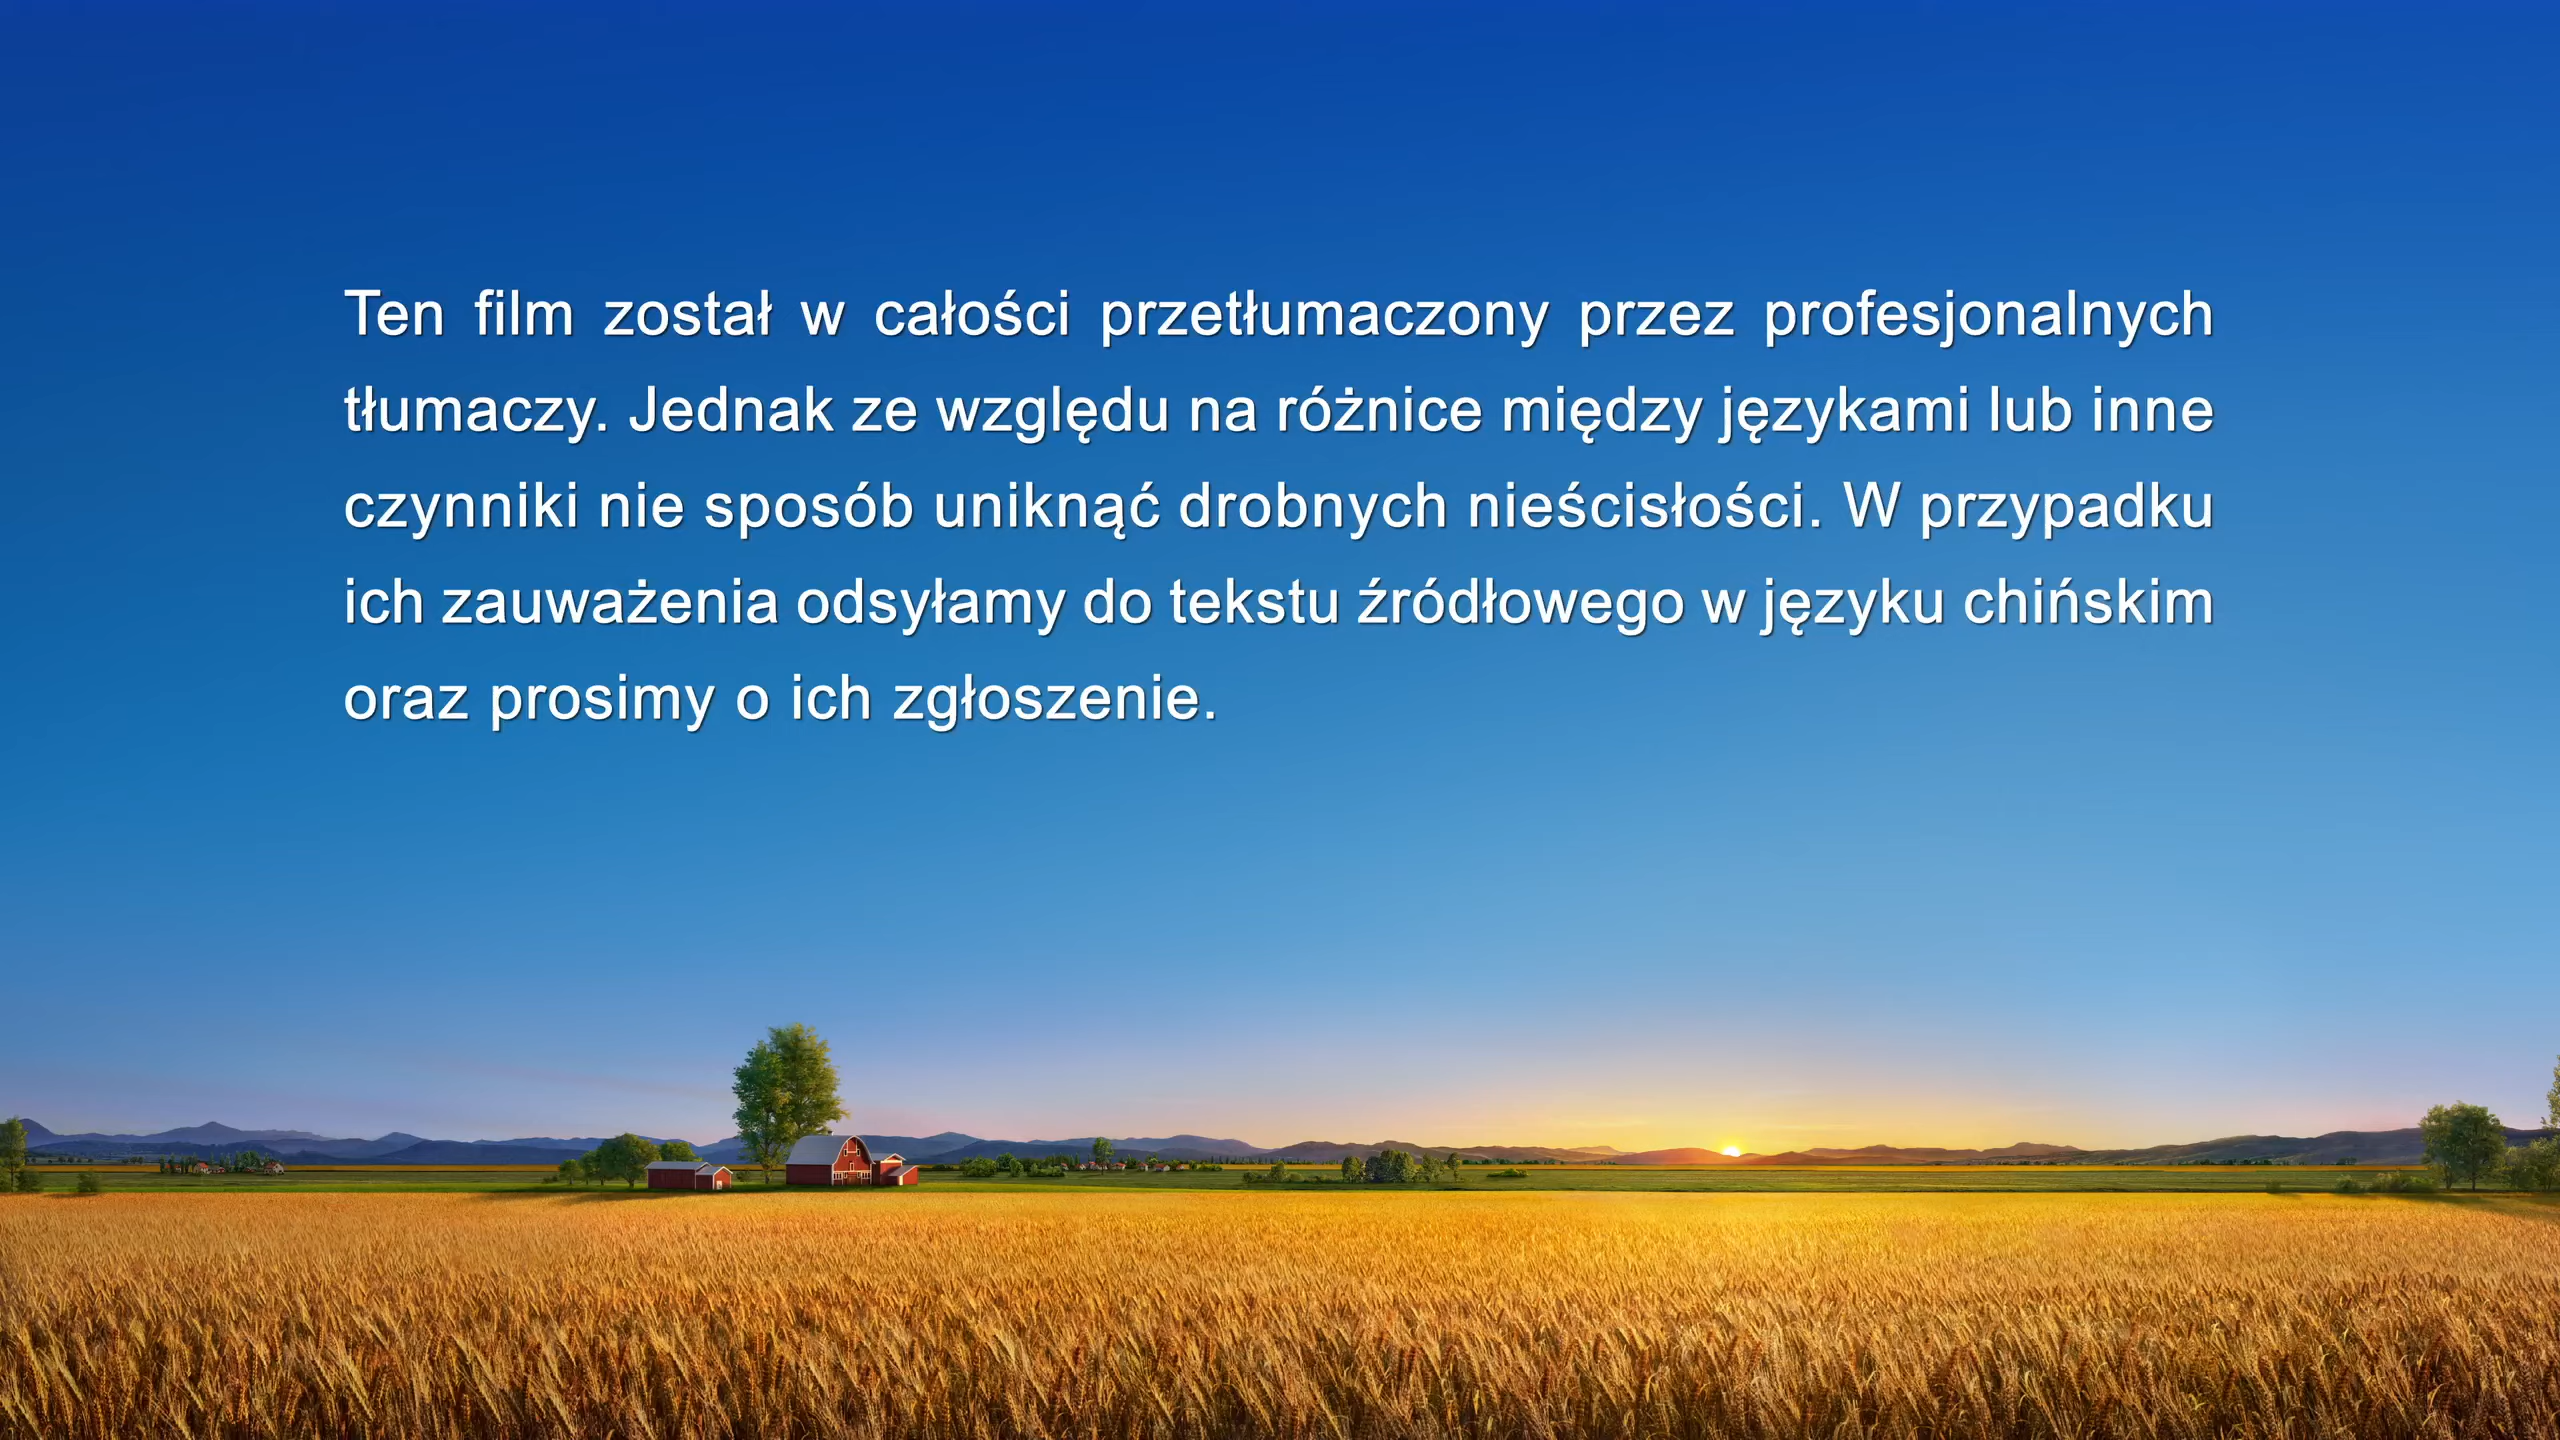 Ten film został w całości przetłumaczony przez profesjonalnych
tłumaczy. Jednak ze względu na różnice między językami lub inne
czynniki nie sposób uniknąć drobnych nieścisłości. W przypadku
ich zauważenia odsyłamy do tekstu źródłowego w języku chińskim
oraz prosimy o ich zgłoszenie.